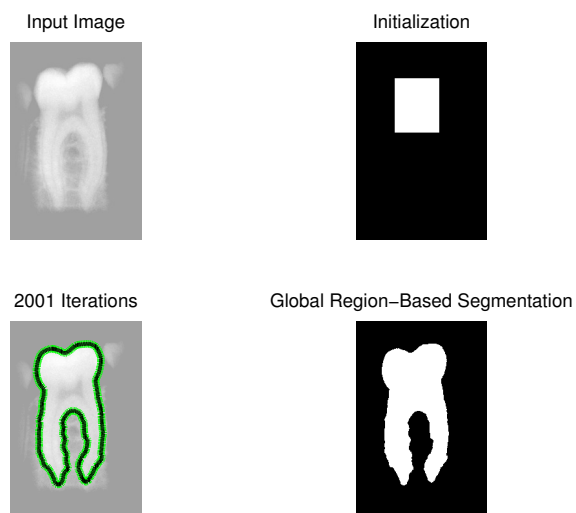 Input Image
Initialization
2001 Iterations
Global Region−Based Segmentation